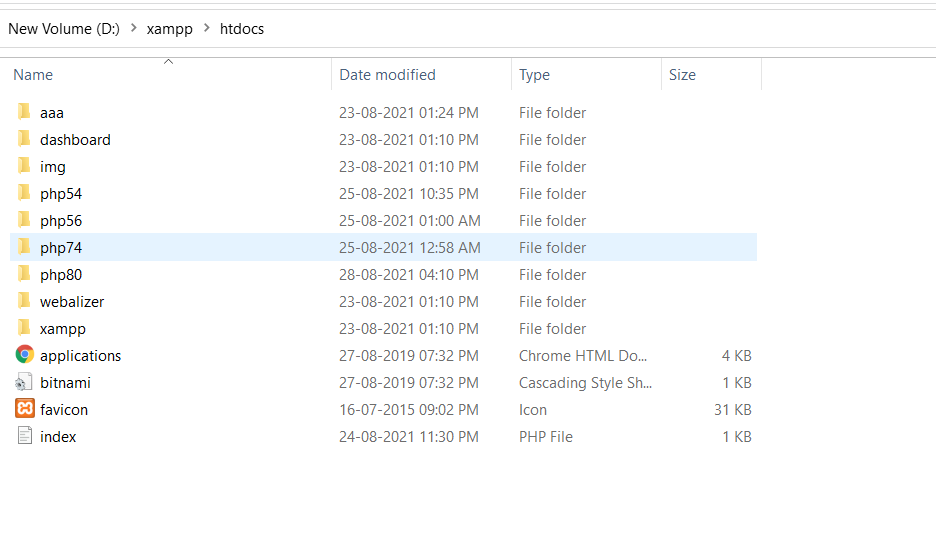 New Volume (D:) > xampp > htdocs
Name Date modified Type Size
aaa 23-08-2021 01:24 PM File folder
dashboard 23-08-2021 01:10 PM File folder
img 23-08-2021 01:10 PM File folder
php54 25-08-2021 10:35 PM File folder
php56 25-08-2021 01:00 AM File folder
php74 25-08-2021 12:58 AM File folder
php80 28-08-2021 04:10 PM File folder
webalizer 23-08-2021 01:10 PM File folder
xampp 23-08-2021 01:10 PM File folder
applications 27-08-2019 07:32 PM Chrome HTML Do... 4 KB
bitnami 27-08-2019 07:32 PM Cascading Style Sh... 1 KB
favicon 16-07-2015 09:02 PM Icon 31 KB
index 24-08-2021 11:30 PM PHP File 1 KB